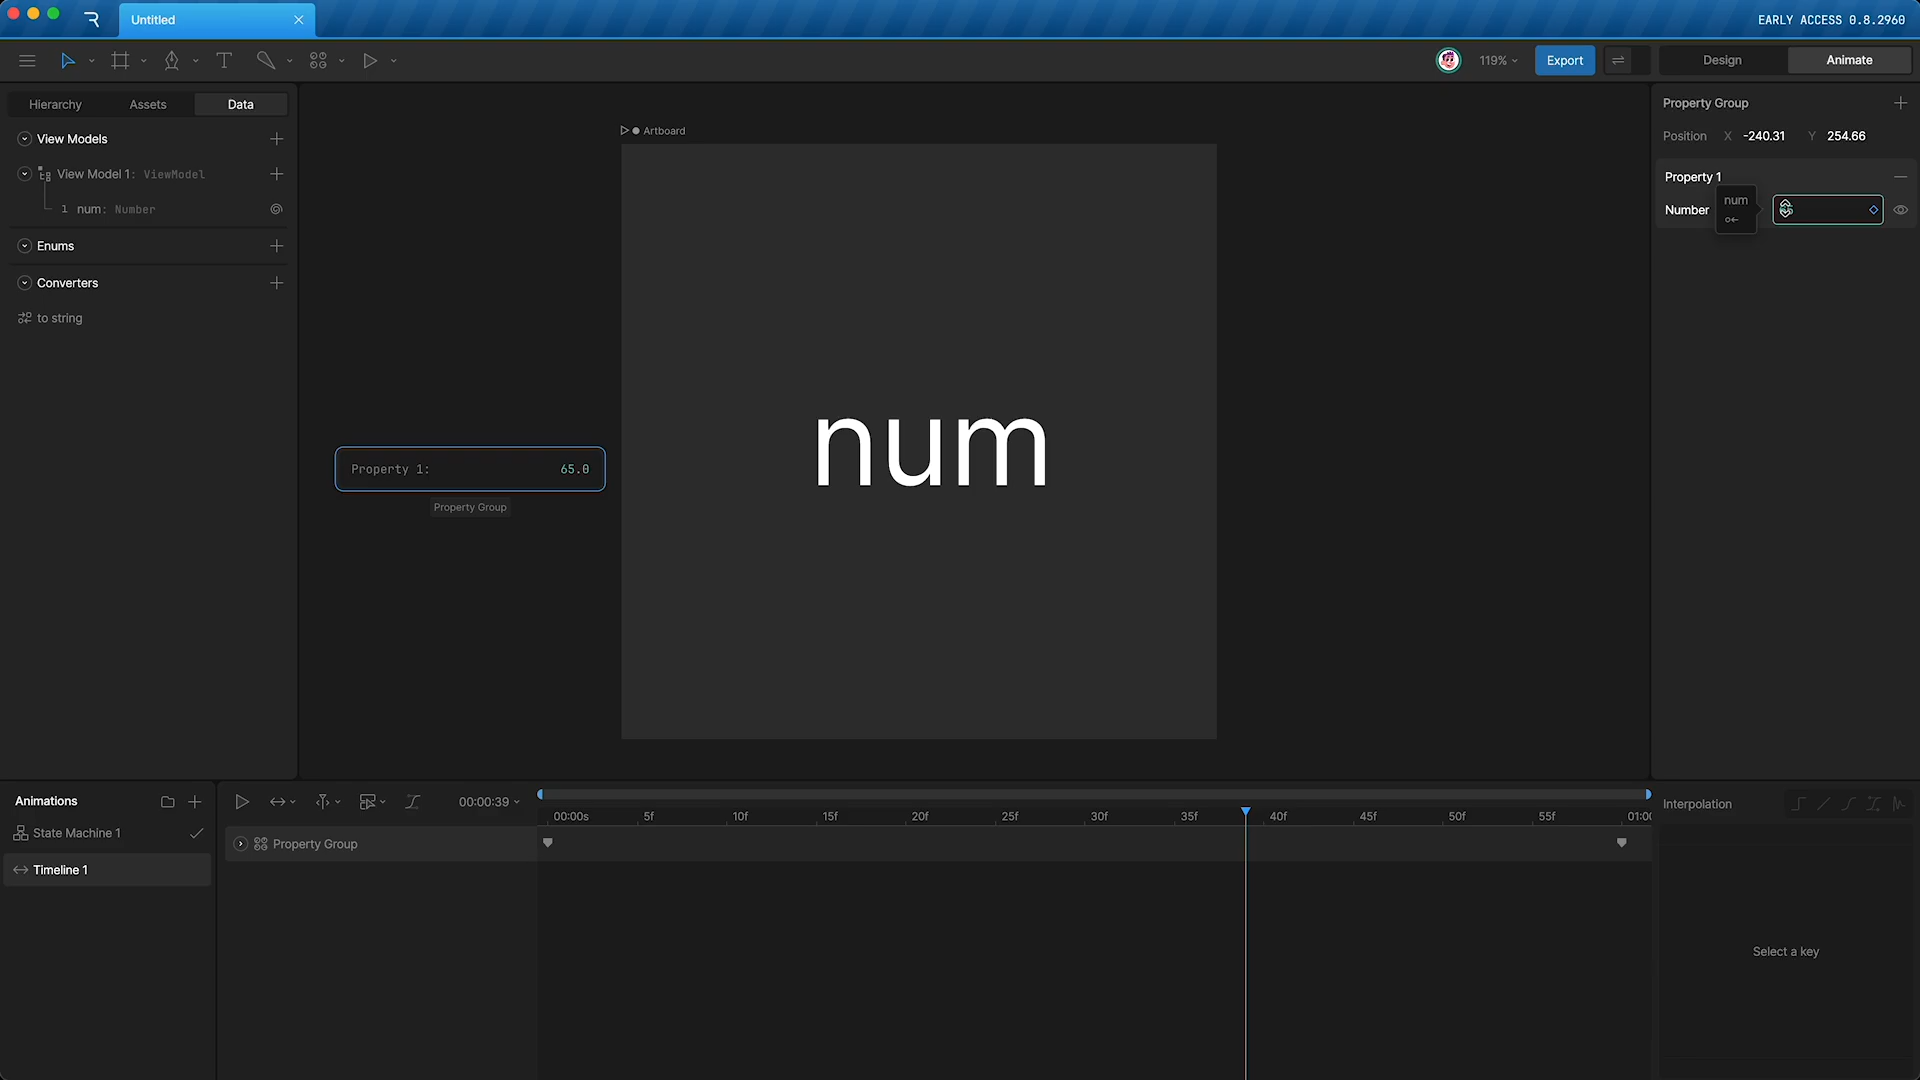 Untitled
EARLY ACCESS 0.8.2960
119%
Export
Design
Animate
Hierarchy
Assets
Data
View Models
View Model 1: ViewModel
1 num: Number
Enums
Converters
to string
Artboard
num
Property 1: 65.0
Property Group
Property Group
Position X -240.31 Y 254.66
Property 1
Number
num
Animations
State Machine 1
Timeline 1
00:00:39
00:00s 5f 10f 15f 20f 25f 30f 35f 40f 45f 50f 55f 01:00
Property Group
Interpolation
Select a key